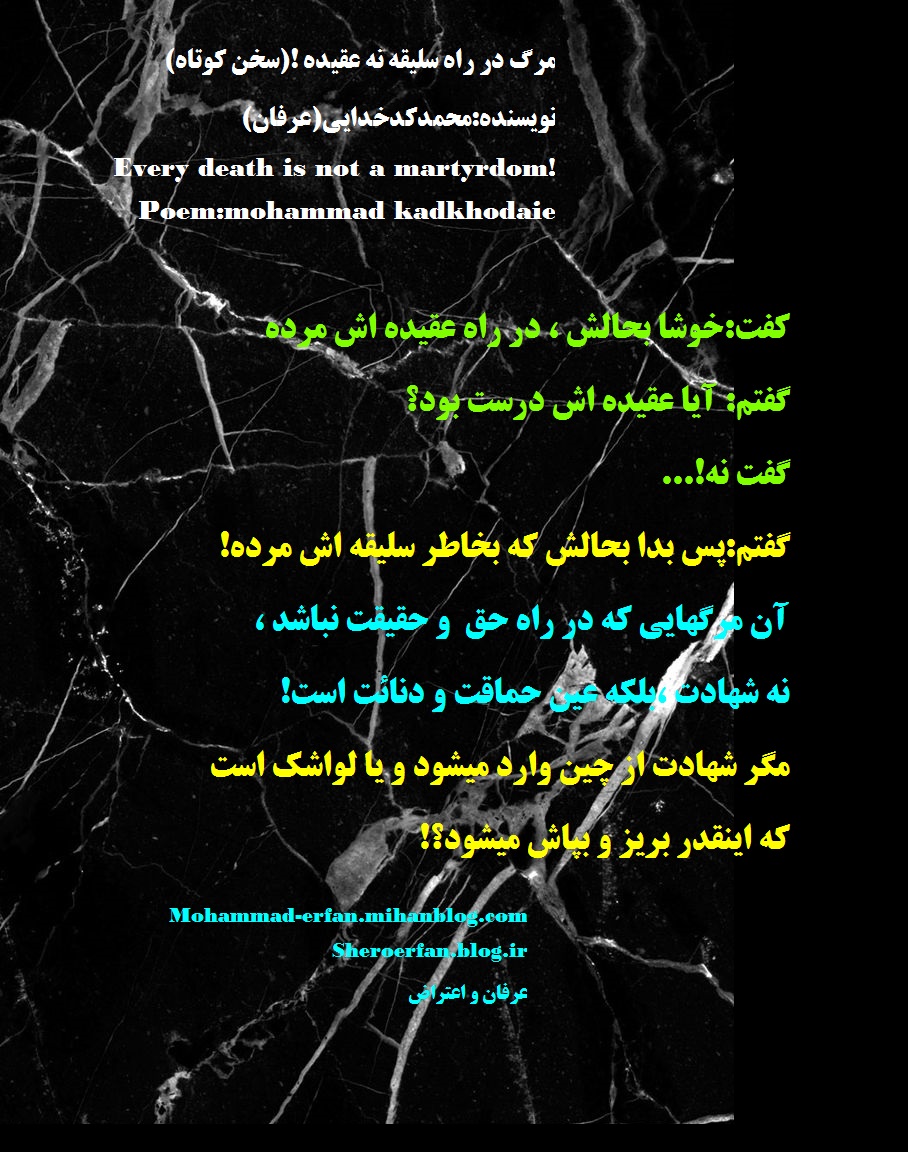 مرگ در راه سلیقه نه عقیده !(سخن کوتاه)
نویسنده:محمدکدخدایی(عرفان)
Every death is not a martyrdom!
Poem:mohammad kadkhodaie
گفت:خوشا بحالش ، در راه عقیده اش مرده
گفتم: آیا عقیده اش درست بود؟
گفت نه!...
گفتم:پس بدا بحالش که بخاطر سلیقه اش مرده!
آن مرگهایی که در راه حق و حقیقت نباشد ،
نه شهادت ،بلکه عین حماقت و دنائت است!
مگر شهادت از چین وارد میشود و یا لواشک است
که اینقدر بریز و بپاش میشود؟!
Mohammad-erfan.mihanblog.com
Sheroerfan.blog.ir
عرفان و اعتراض